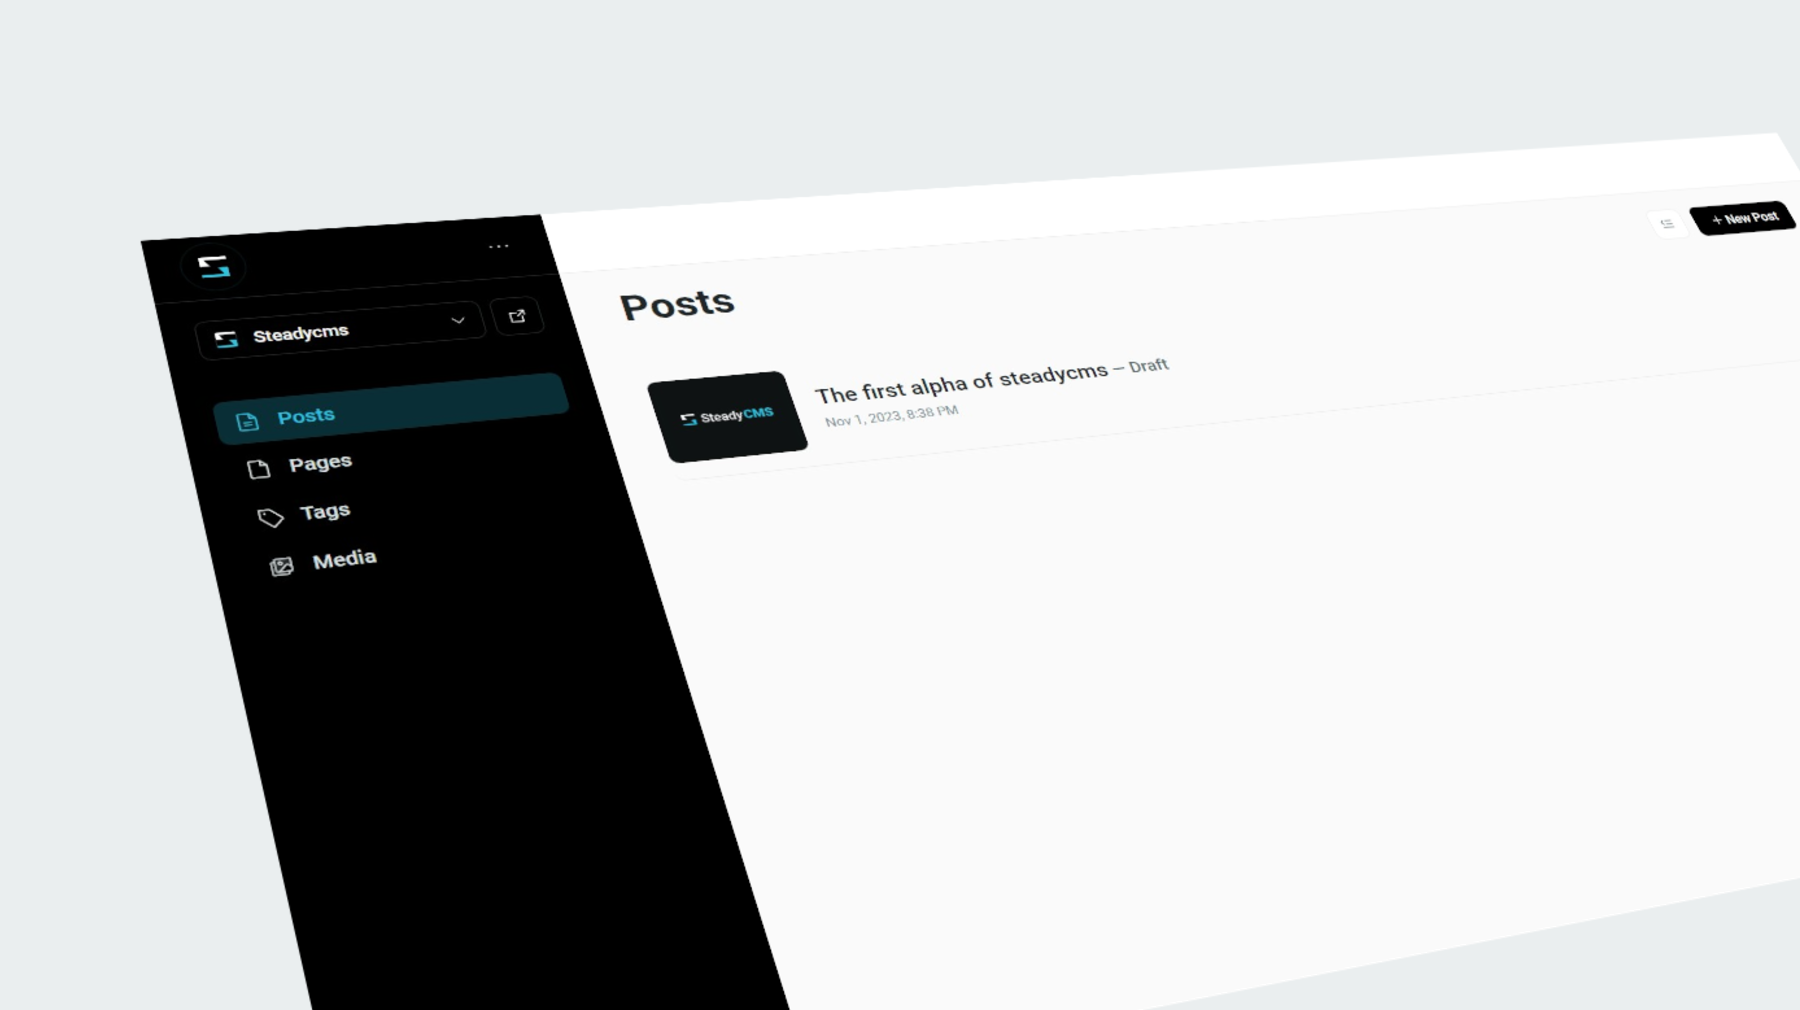 Steadycms
Posts
Pages
Tags
Media
+ New Post
Posts
SteadyCMS
The first alpha of steadycms – Draft
Nov 1, 2023, 8:38 PM